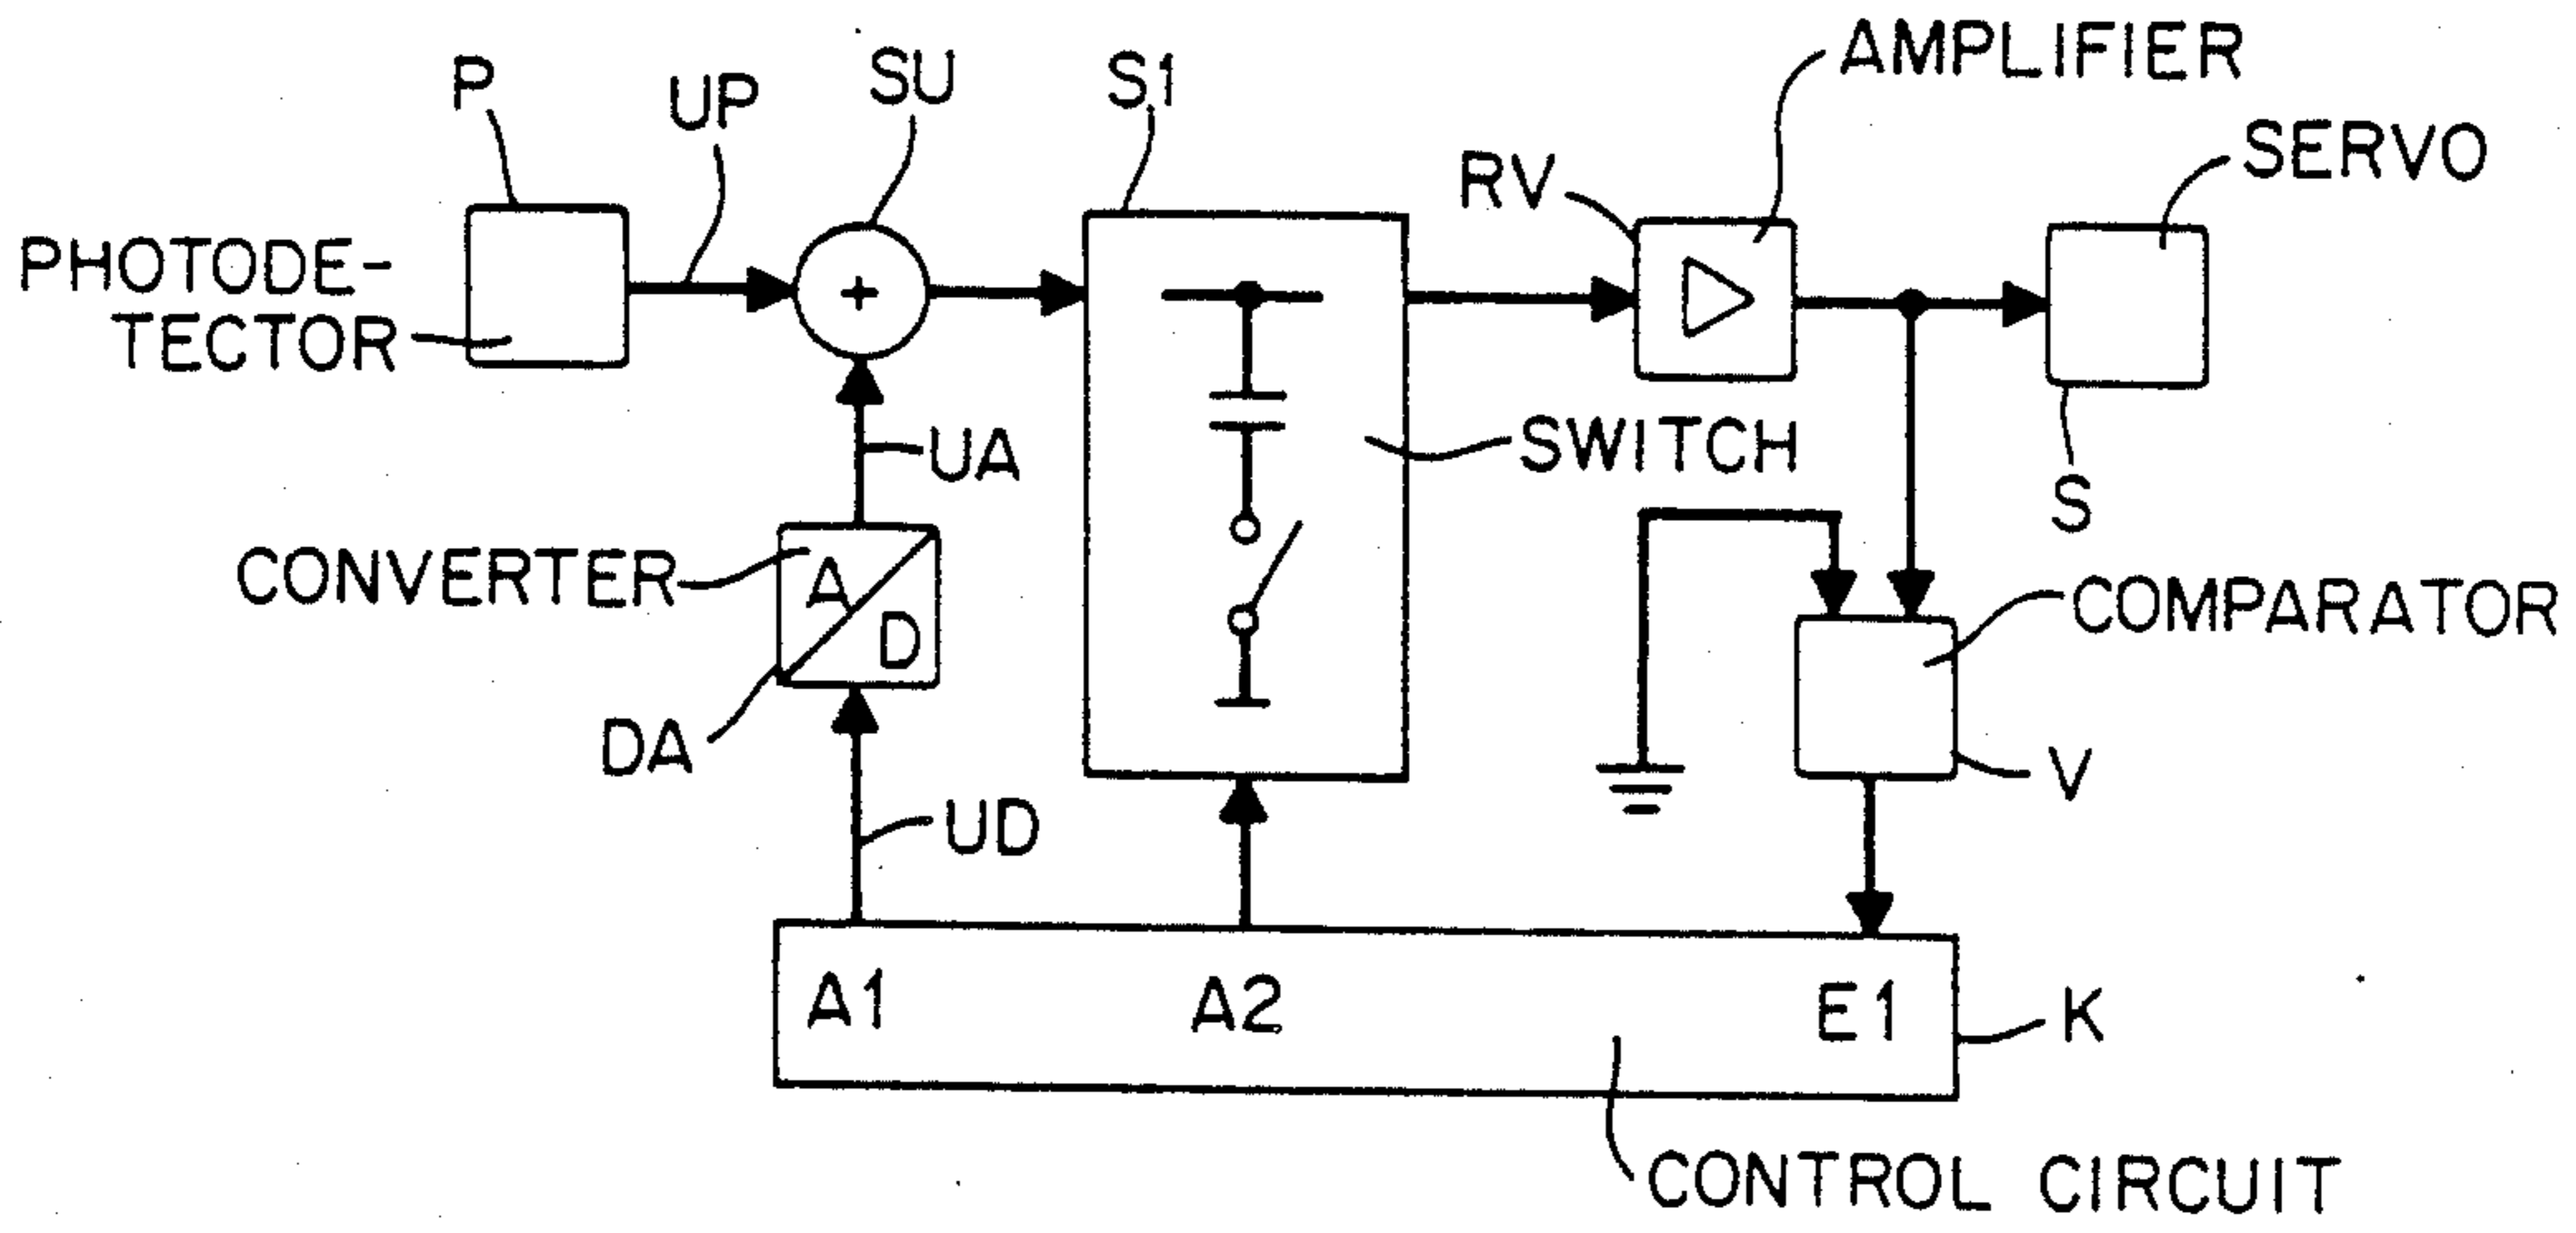 AMPLIFIER
P
UP
SU
S1
RV
SERVO
PHOTODE-
TECTOR
+
UA
SWITCH
S
CONVERTER
A
D
COMPARATOR
DA
V
UD
A1
A2
E1
K
CONTROL CIRCUIT